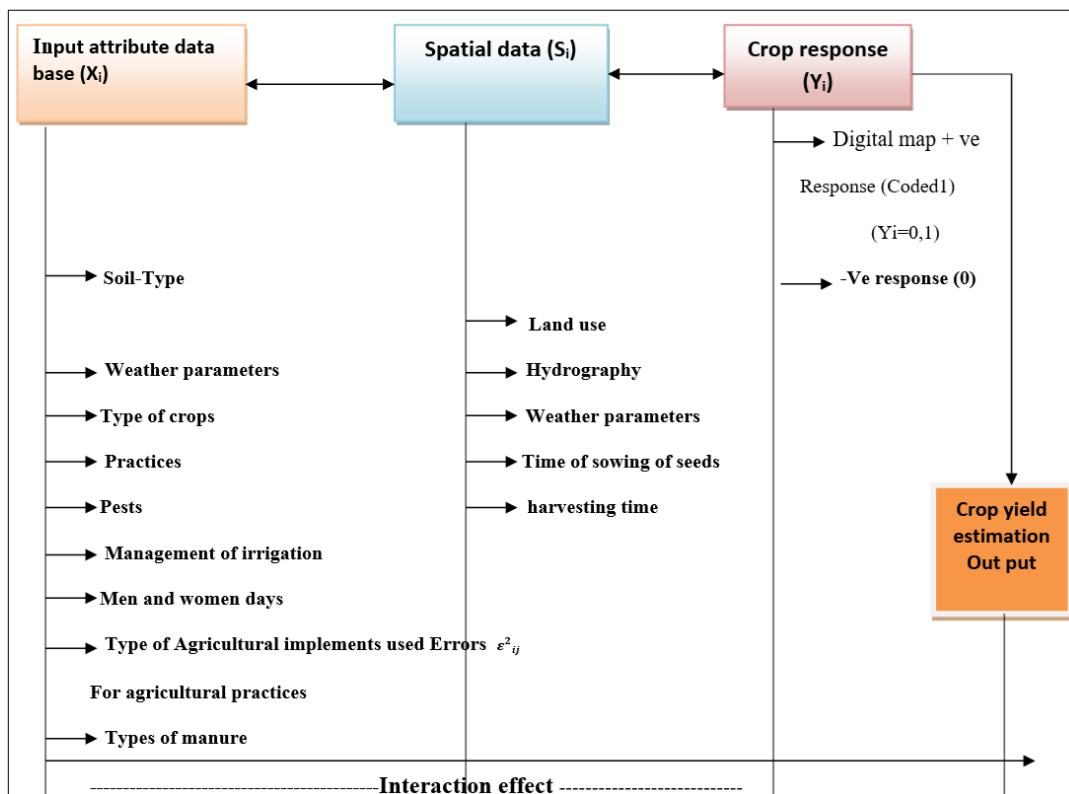 Input attribute data
base (Xi)
Spatial data (Si)
Crop response
(Yi)
Digital map + ve
Response (Coded1)
(Yi=0,1)
-Ve response (0)
Soil-Type
Weather parameters
Type of crops
Practices
Pests
Management of irrigation
Men and women days
Type of Agricultural implements used Errors ε²ij
For agricultural practices
Types of manure
Land use
Hydrography
Weather parameters
Time of sowing of seeds
harvesting time
Crop yield
estimation
Out put
--------------------------------------Interaction effect ------------------------